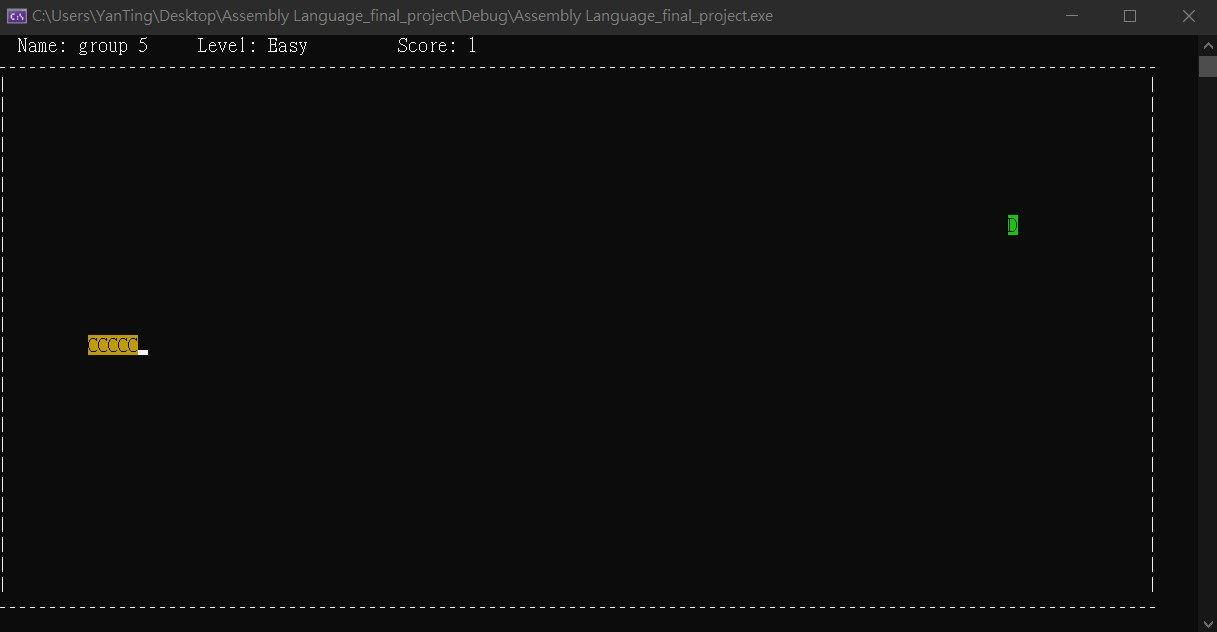 C:\Users\YanTing\Desktop\Assembly Language_final_project\Debug\Assembly Language_final_project.exe
Name: group 5 Level: Easy Score: 1
D
CCCCC